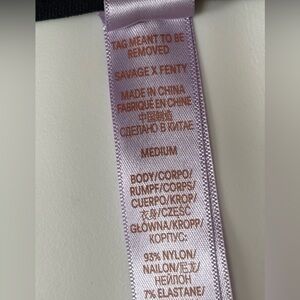 TAG MEANT TO BE
REMOVED
SAVAGE X FENTY
MADE IN CHINA
FABRIQUÉ EN CHINE
中国制造
СДЕЛАНО В КИТАЕ
MEDIUM
BODY/CORPO/
RUMPF/CORPS/
CUERPO/KROP/
衣身/CZĘŚĆ
GŁÓWNA/KROPP/
КОРПУС:
93% NYLON/
NAILON/尼龙/
НЕЙЛОН
7% ELASTANE/